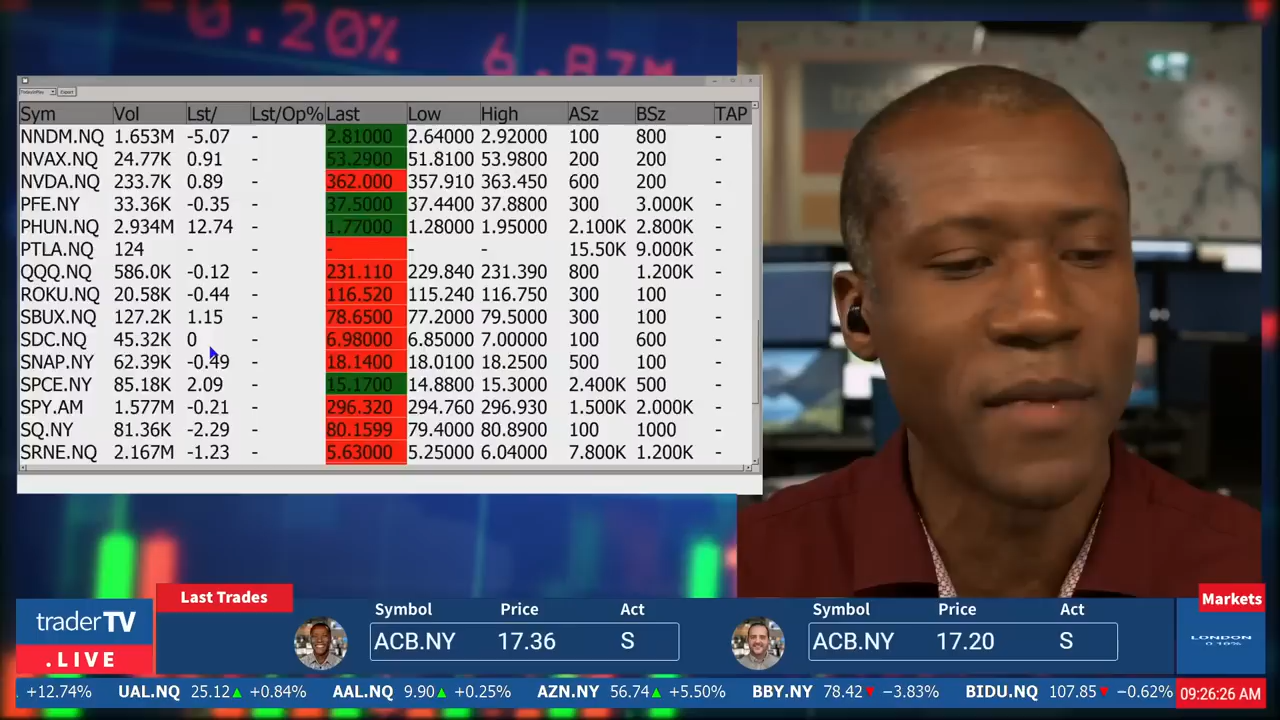 -0.20%
6.87M
Export
Sym Vol Lst/ Lst/Op% Last Low High ASz BSz TAP
NNDM.NQ 1.653M -5.07 - 2.81000 2.64000 2.92000 100 800 -
NVAX.NQ 24.77K 0.91 - 53.2900 51.8100 53.9800 200 200 -
NVDA.NQ 233.7K 0.89 - 362.000 357.910 363.450 600 200 -
PFE.NY 33.36K -0.35 - 37.5000 37.4400 37.8800 300 3.000K -
PHUN.NQ 2.934M 12.74 - 1.77000 1.28000 1.95000 2.100K 2.800K -
PTLA.NQ 124 - - - - - 15.50K 9.000K -
QQQ.NQ 586.0K -0.12 - 231.110 229.840 231.390 800 1.200K -
ROKU.NQ 20.58K -0.44 - 116.520 115.240 116.750 300 100 -
SBUX.NQ 127.2K 1.15 - 78.6500 77.2000 79.5000 300 100 -
SDC.NQ 45.32K 0 - 6.98000 6.85000 7.00000 100 600 -
SNAP.NY 62.39K -0.49 - 18.1400 18.0100 18.2500 500 100 -
SPCE.NY 85.18K 2.09 - 15.1700 14.8800 15.3000 2.400K 500 -
SPY.AM 1.577M -0.21 - 296.320 294.760 296.930 1.500K 2.000K -
SQ.NY 81.36K -2.29 - 80.1599 79.4000 80.8900 100 1000 -
SRNE.NQ 2.167M -1.23 - 5.63000 5.25000 6.04000 7.800K 1.200K -
traderTV
.LIVE
Last Trades
Symbol Price Act
ACB.NY 17.36 S
Symbol Price Act
ACB.NY 17.20 S
Markets
LONDON
0.10%
+12.74% UAL.NQ 25.12 +0.84% AAL.NQ 9.90 +0.25% AZN.NY 56.74 +5.50% BBY.NY 78.42 -3.83% BIDU.NQ 107.85 -0.62% 09:26:26 AM